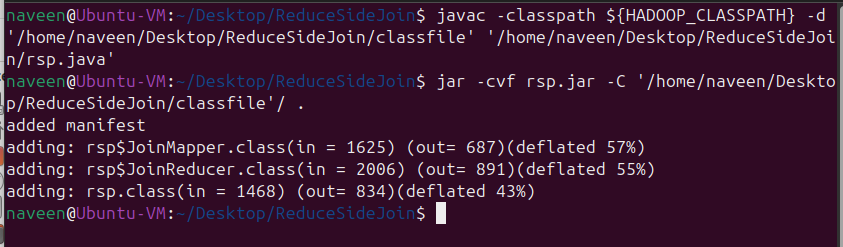 naveen@Ubuntu-VM:~/Desktop/ReduceSideJoin$ javac -classpath ${HADOOP_CLASSPATH} -d
'/home/naveen/Desktop/ReduceSideJoin/classfile' '/home/naveen/Desktop/ReduceSideJoi
n/rsp.java'
naveen@Ubuntu-VM:~/Desktop/ReduceSideJoin$ jar -cvf rsp.jar -C '/home/naveen/Deskto
p/ReduceSideJoin/classfile'/ .
added manifest
adding: rsp$JoinMapper.class(in = 1625) (out= 687)(deflated 57%)
adding: rsp$JoinReducer.class(in = 2006) (out= 891)(deflated 55%)
adding: rsp.class(in = 1468) (out= 834)(deflated 43%)
naveen@Ubuntu-VM:~/Desktop/ReduceSideJoin$